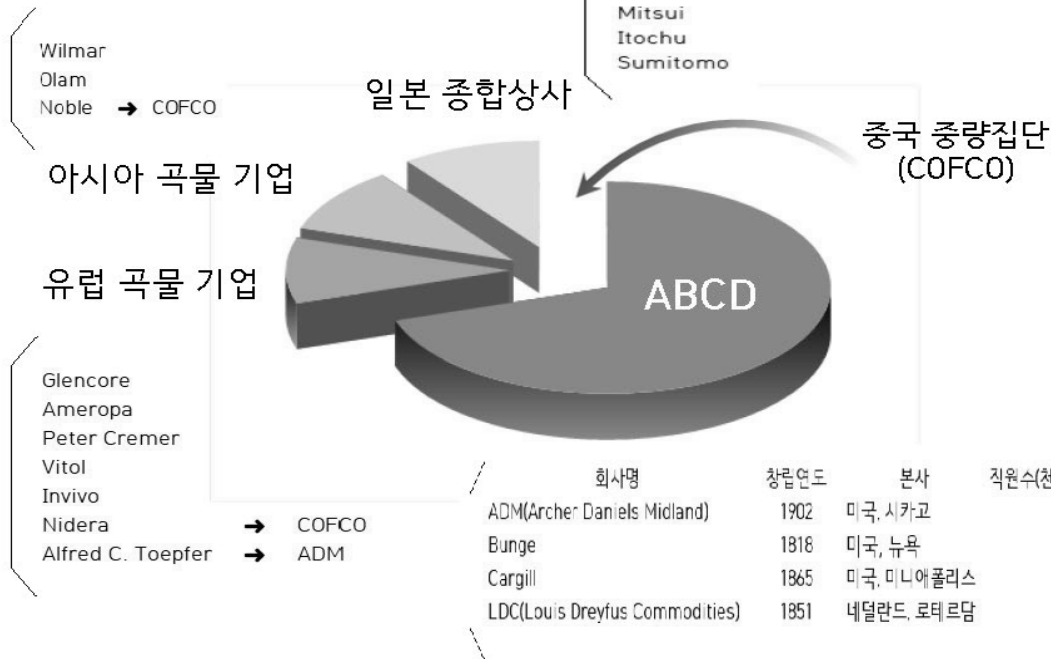 Mitsui
Itochu
Sumitomo
Wilmar
Olam
Noble ➔ COFCO
일본 종합상사
중국 중량집단
(COFCO)
아시아 곡물 기업
유럽 곡물 기업
ABCD
Glencore
Ameropa
Peter Cremer
Vitol
Invivo
Nidera ➔ COFCO
Alfred C. Toepfer ➔ ADM
회사명 창립연도 본사 직원수(천
ADM(Archer Daniels Midland) 1902 미국, 시카고
Bunge 1818 미국, 뉴욕
Cargill 1865 미국, 미니애폴리스
LDC(Louis Dreyfus Commodities) 1851 네덜란드, 로테르담